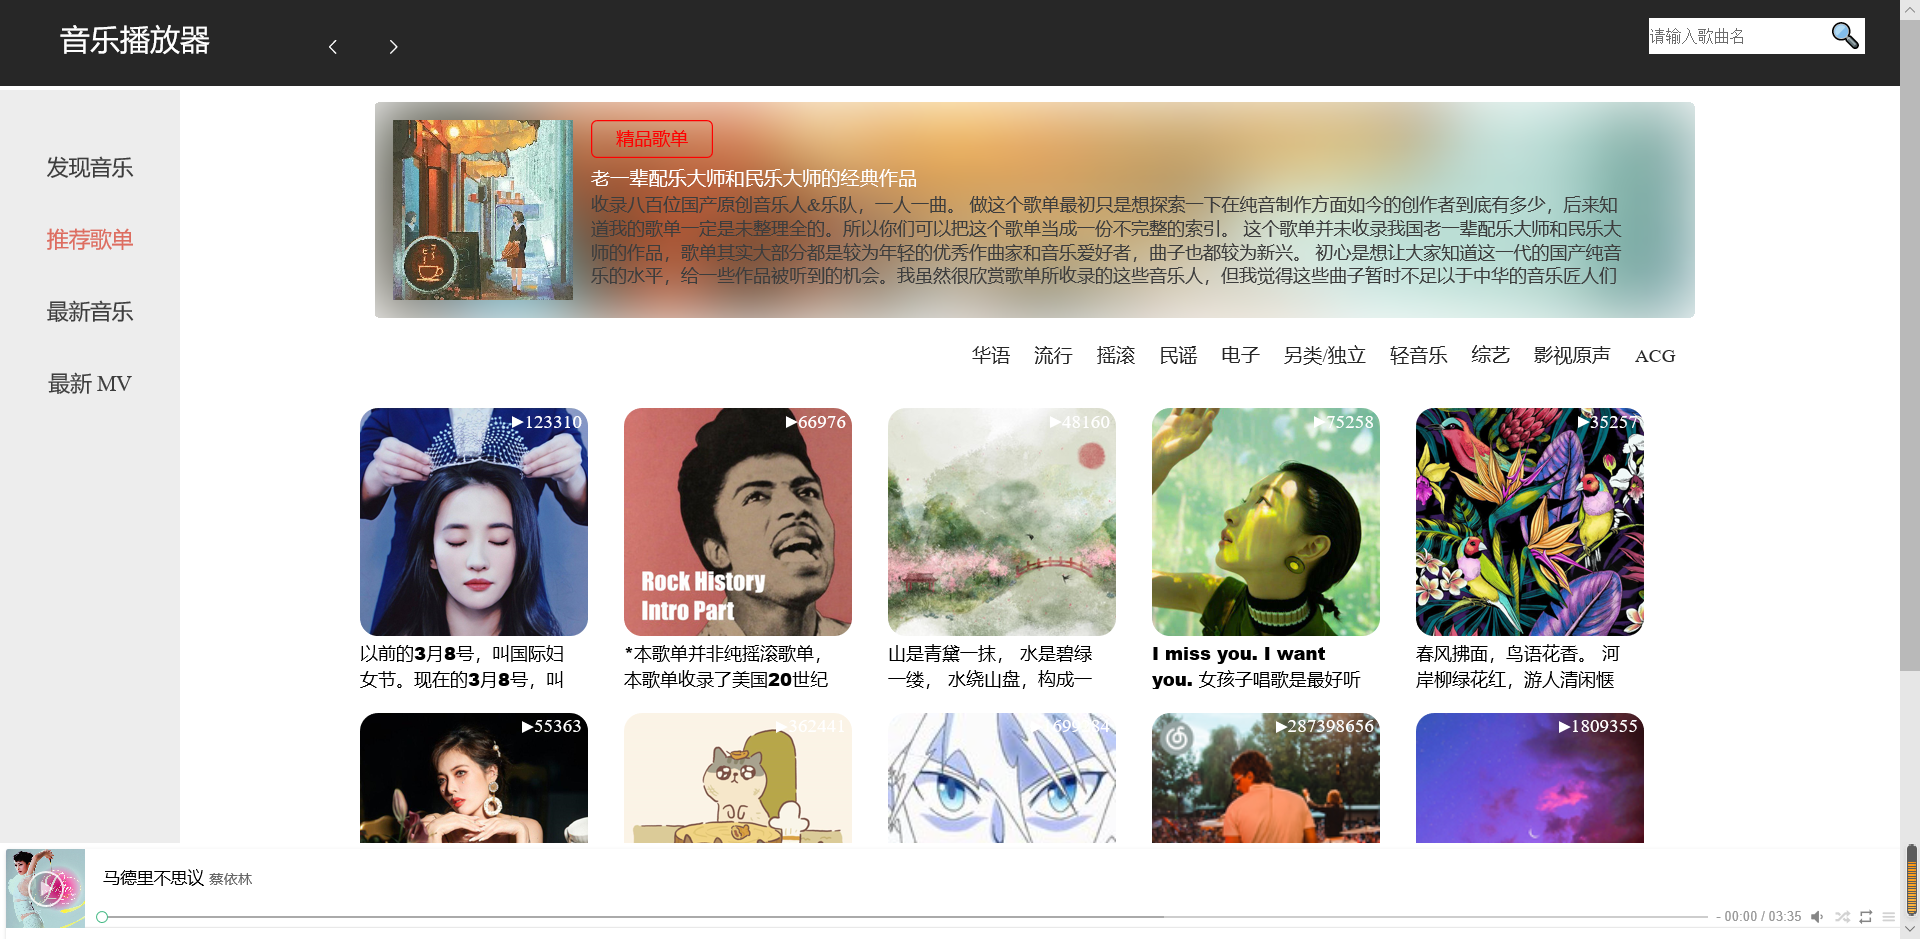 音乐播放器
请输入歌曲名
发现音乐
推荐歌单
最新音乐
最新 MV
精品歌单
老一辈配乐大师和民乐大师的经典作品
收录八百位国产原创音乐人&乐队，一人一曲。 做这个歌单最初只是想探索一下在纯音制作方面如今的创作者到底有多少，后来知
道我的歌单一定是未整理全的。所以你们可以把这个歌单当成一份不完整的索引。 这个歌单并未收录我国老一辈配乐大师和民乐大
师的作品，歌单其实大部分都是较为年轻的优秀作曲家和音乐爱好者，曲子也都较为新兴。 初心是想让大家知道这一代的国产纯音
乐的水平，给一些作品被听到的机会。我虽然很欣赏歌单所收录的这些音乐人，但我觉得这些曲子暂时不足以于中华的音乐匠人们
华语 流行 摇滚 民谣 电子 另类/独立 轻音乐 综艺 影视原声 ACG
▶123310
▶66976
Rock History
Intro Part
▶48160
▶75258
▶35257
以前的3月8号，叫国际妇
女节。现在的3月8号，叫
*本歌单并非纯摇滚歌单，
本歌单收录了美国20世纪
山是青黛一抹， 水是碧绿
一缕， 水绕山盘，构成一
I miss you. I want
you. 女孩子唱歌是最好听
春风拂面，鸟语花香。 河
岸柳绿花红，游人清闲惬
▶55363
▶362441
▶287398656
▶1809355
马德里不思议 蔡依林
- 00:00 / 03:35